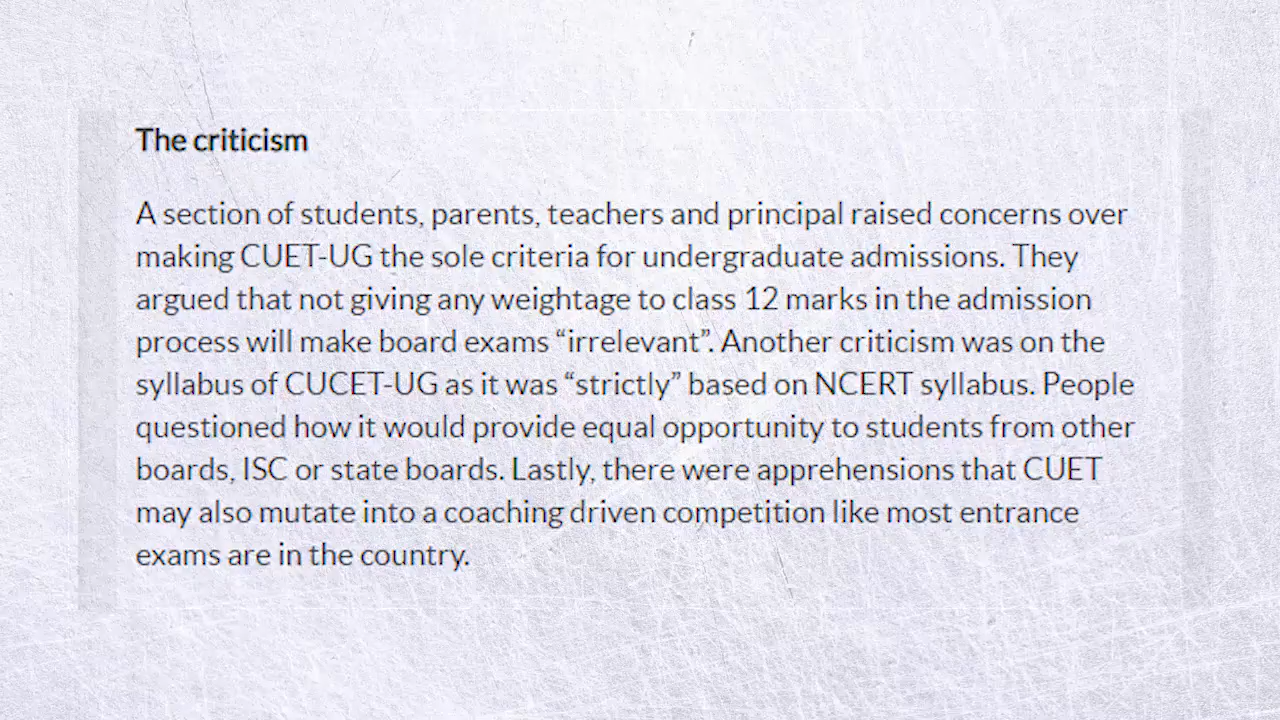 The criticism
A section of students, parents, teachers and principal raised concerns over
making CUET-UG the sole criteria for undergraduate admissions. They
argued that not giving any weightage to class 12 marks in the admission
process will make board exams “irrelevant”. Another criticism was on the
syllabus of CUCET-UG as it was “strictly” based on NCERT syllabus. People
questioned how it would provide equal opportunity to students from other
boards, ISC or state boards. Lastly, there were apprehensions that CUET
may also mutate into a coaching driven competition like most entrance
exams are in the country.